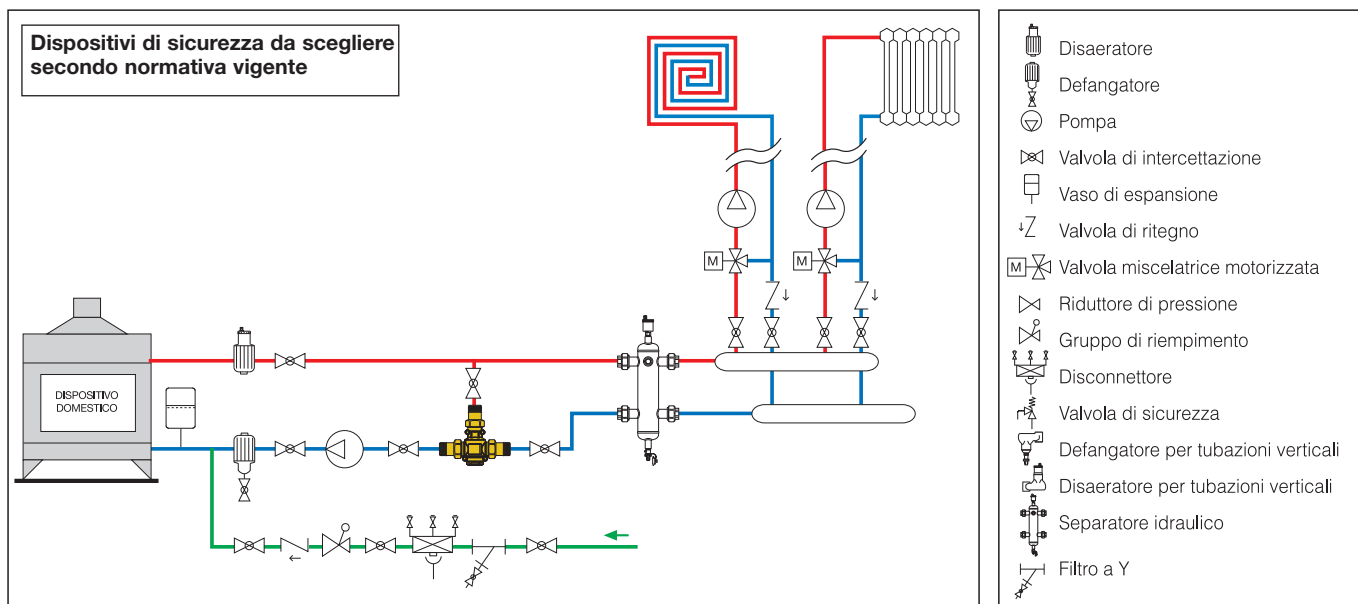 Dispositivi di sicurezza da scegliere
secondo normativa vigente
M
M
DISPOSITIVO
DOMESTICO
Disaeratore
Defangatore
Pompa
Valvola di intercettazione
Vaso di espansione
Valvola di ritegno
M
Valvola miscelatrice motorizzata
Riduttore di pressione
Gruppo di riempimento
Disconnettore
Valvola di sicurezza
Defangatore per tubazioni verticali
Disaeratore per tubazioni verticali
Separatore idraulico
Filtro a Y